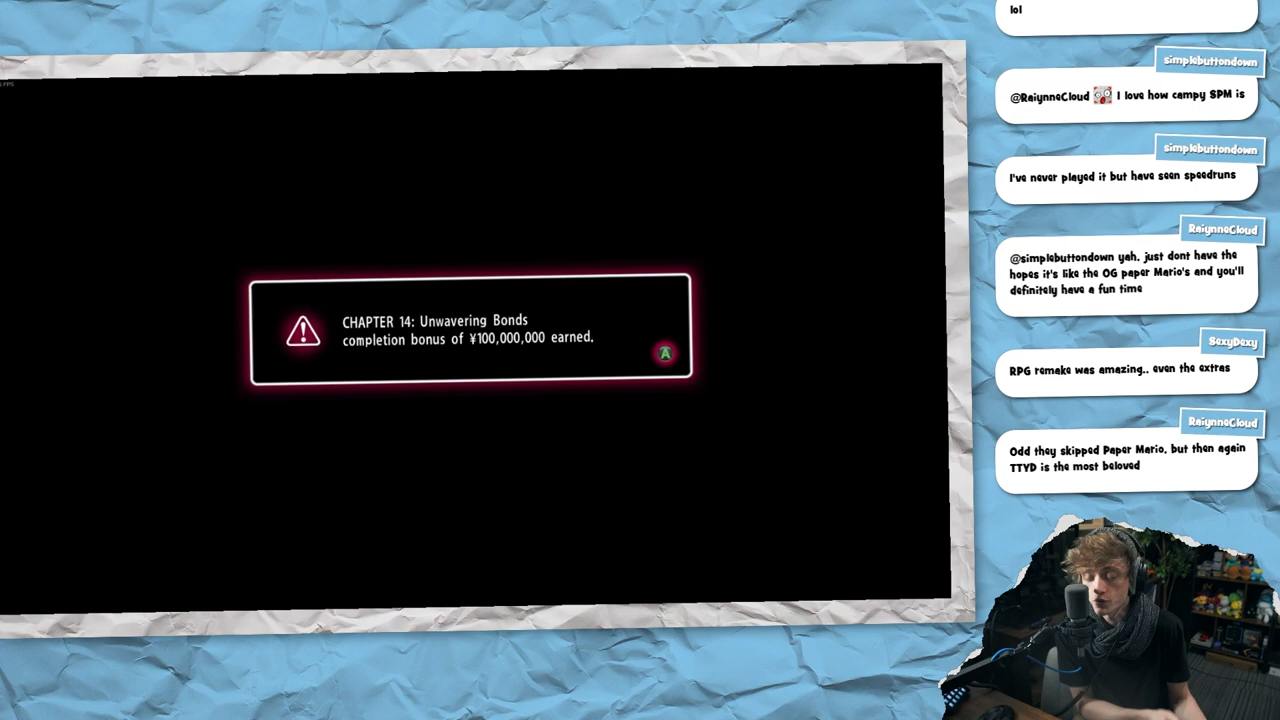 FPS
CHAPTER 14: Unwavering Bonds
completion bonus of ¥100,000,000 earned.
A
lol
simplebuttondown
@RaiynneCloud I love how campy SPM is
simplebuttondown
I've never played it but have seen speedruns
RaiynneCloud
@simplebuttondown yah, just dont have the
hopes it's like the OG paper Mario's and you'll
definitely have a fun time
SexyDexy
RPG remake was amazing.. even the extras
RaiynneCloud
Odd they skipped Paper Mario, but then again
TTYD is the most beloved